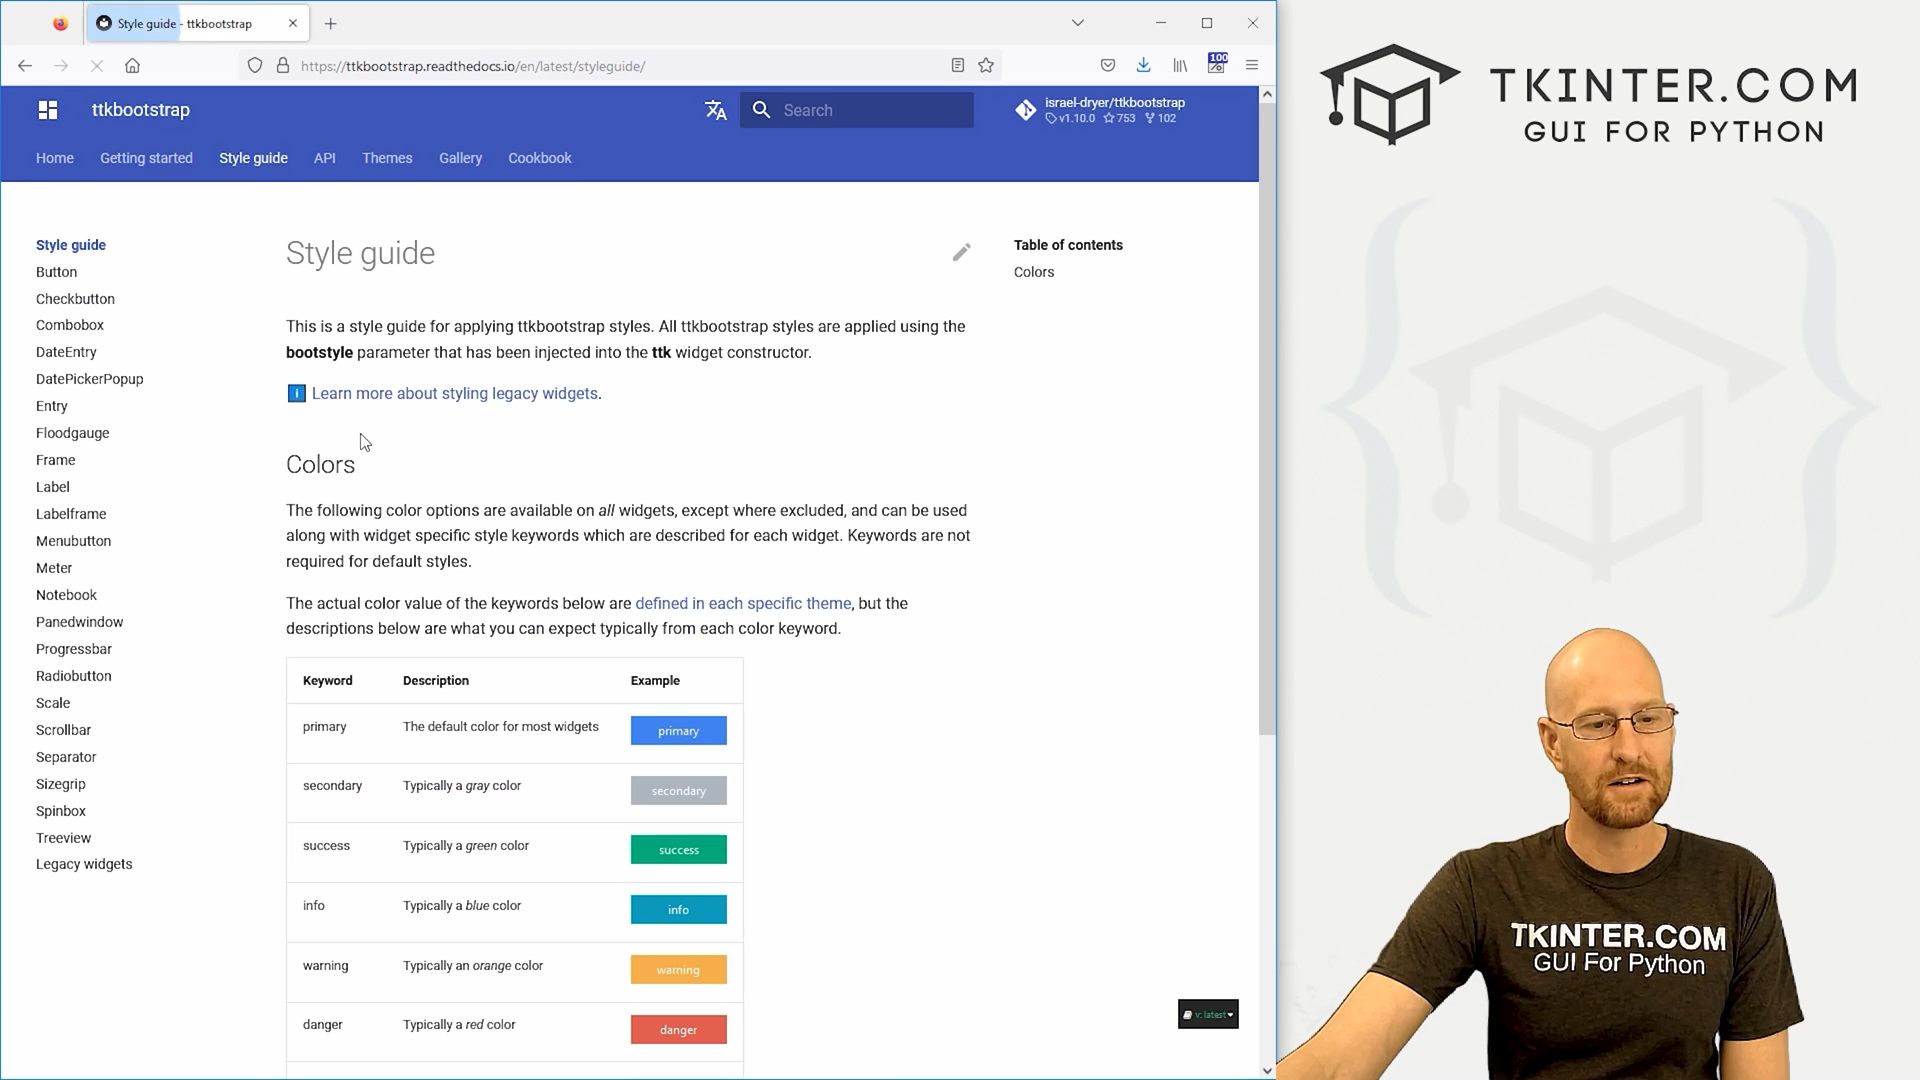 Style guide - ttkbootstrap
https://ttkbootstrap.readthedocs.io/en/latest/styleguide/
100
ttkbootstrap
Search
israel-dryer/ttkbootstrap
v1.10.0 753 102
Home Getting started Style guide API Themes Gallery Cookbook
Style guide
Button
Checkbutton
Combobox
DateEntry
DatePickerPopup
Entry
Floodgauge
Frame
Label
Labelframe
Menubutton
Meter
Notebook
Panedwindow
Progressbar
Radiobutton
Scale
Scrollbar
Separator
Sizegrip
Spinbox
Treeview
Legacy widgets
Style guide
This is a style guide for applying ttkbootstrap styles. All ttkbootstrap styles are applied using the
bootstyle parameter that has been injected into the ttk widget constructor.
i Learn more about styling legacy widgets.
Colors
The following color options are available on all widgets, except where excluded, and can be used
along with widget specific style keywords which are described for each widget. Keywords are not
required for default styles.
The actual color value of the keywords below are defined in each specific theme, but the
descriptions below are what you can expect typically from each color keyword.
Keyword Description Example
primary The default color for most widgets primary
secondary Typically a gray color secondary
success Typically a green color success
info Typically a blue color info
warning Typically an orange color warning
danger Typically a red color danger
Table of contents
Colors
v: latest
TKINTER.COM
GUI FOR PYTHON
TKINTER.COM
GUI For Python